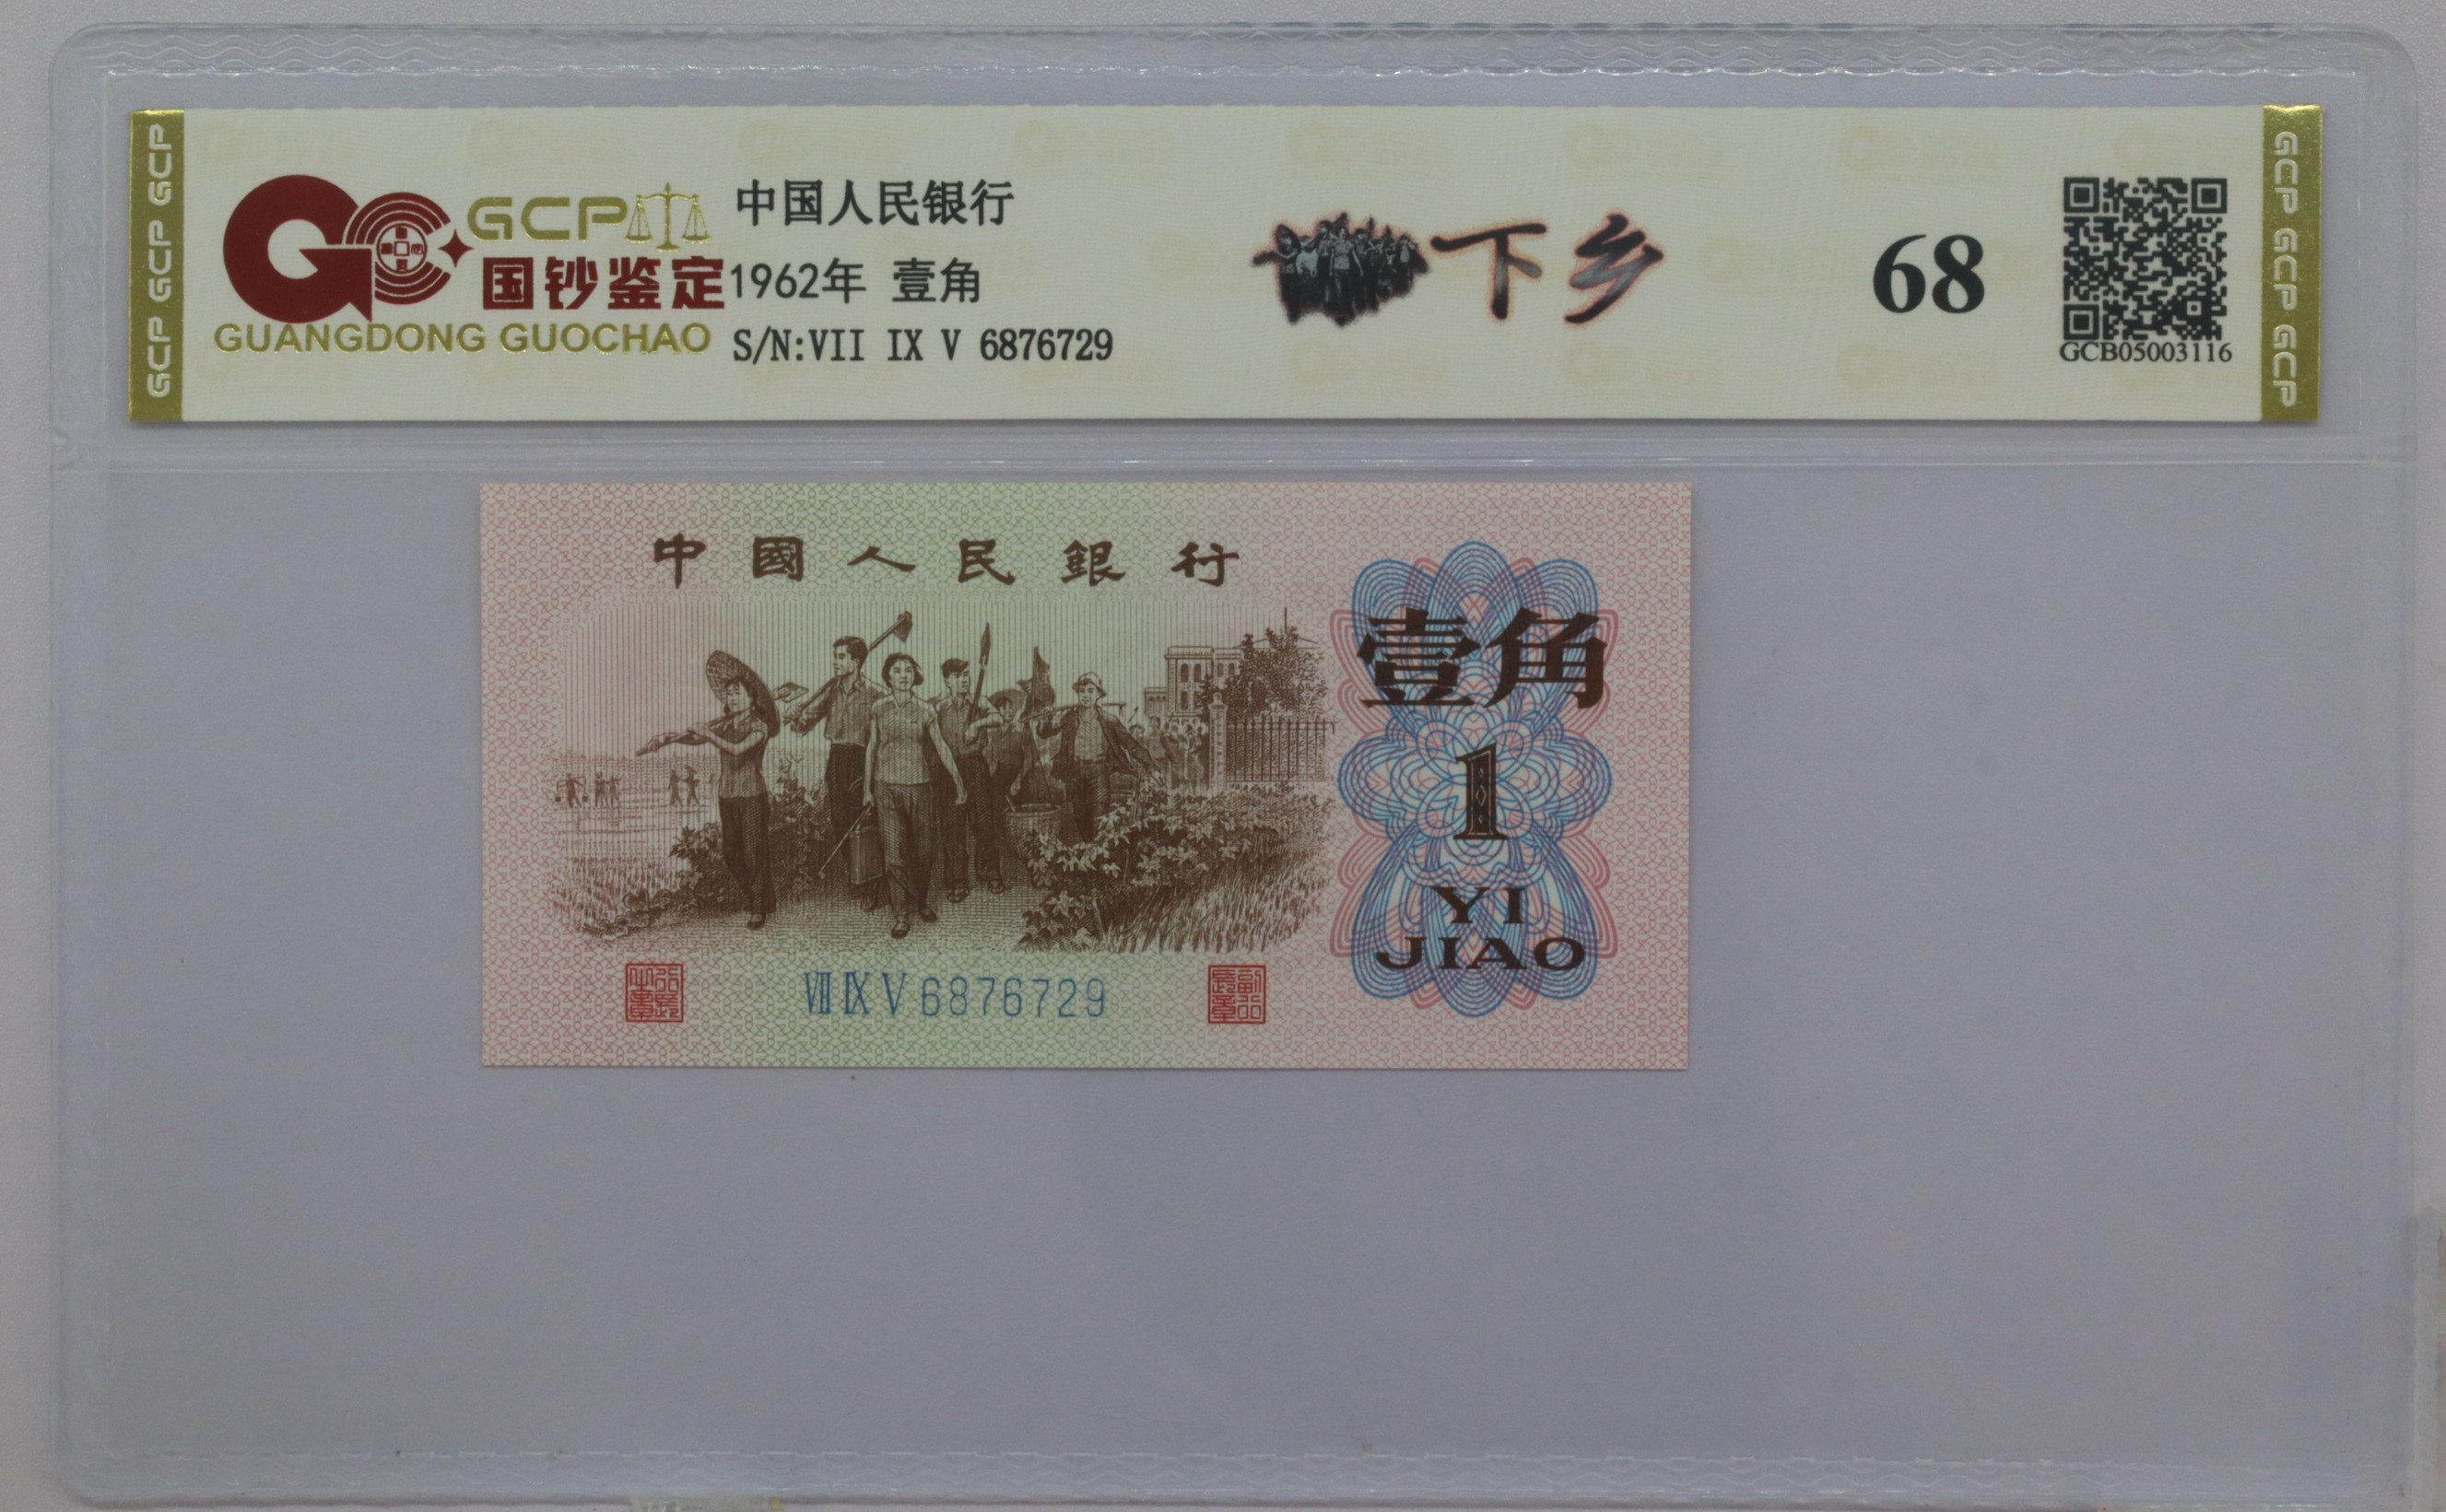 GCP GCP GCP
GCP
国钞鉴定
GUANGDONG GUOCHAO
中国人民银行
1962年 壹角
S/N:VII IX V 6876729
下乡
68
GCB05003116
GCP GCP GCP
中國人民銀行
壹角
1
YI
JIAO
VII IX V 6876729